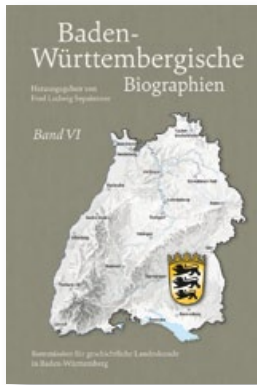 Baden-
Württembergische
Biographien
Herausgegeben von
Fred Ludwig Sepaintner
Band VI
Kommission für geschichtliche Landeskunde
in Baden-Württemberg